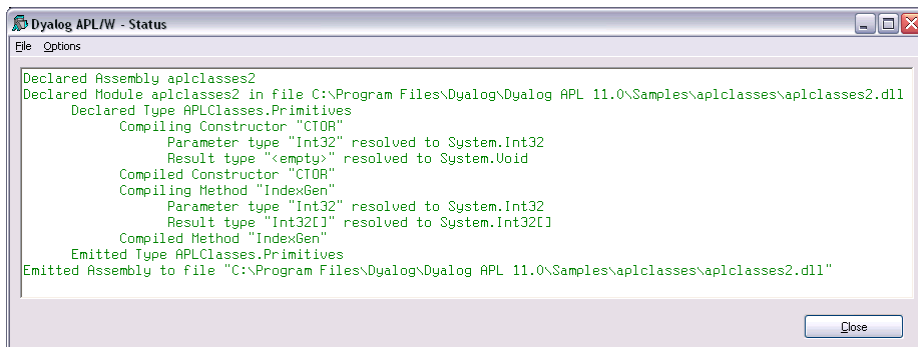 Dyalog APL/W - Status
File Options
Declared Assembly aplclasses2
Declared Module aplclasses2 in file C:\Program Files\Dyalog\Dyalog APL 11.0\Samples\aplclasses\aplclasses2.dll
Declared Type APLClasses.Primitives
Compiling Constructor "CTOR"
Parameter type "Int32" resolved to System.Int32
Result type "<empty>" resolved to System.Void
Compiled Constructor "CTOR"
Compiling Method "IndexGen"
Parameter type "Int32" resolved to System.Int32
Result type "Int32[]" resolved to System.Int32[]
Compiled Method "IndexGen"
Emitted Type APLClasses.Primitives
Emitted Assembly to file "C:\Program Files\Dyalog\Dyalog APL 11.0\Samples\aplclasses\aplclasses2.dll"
Close